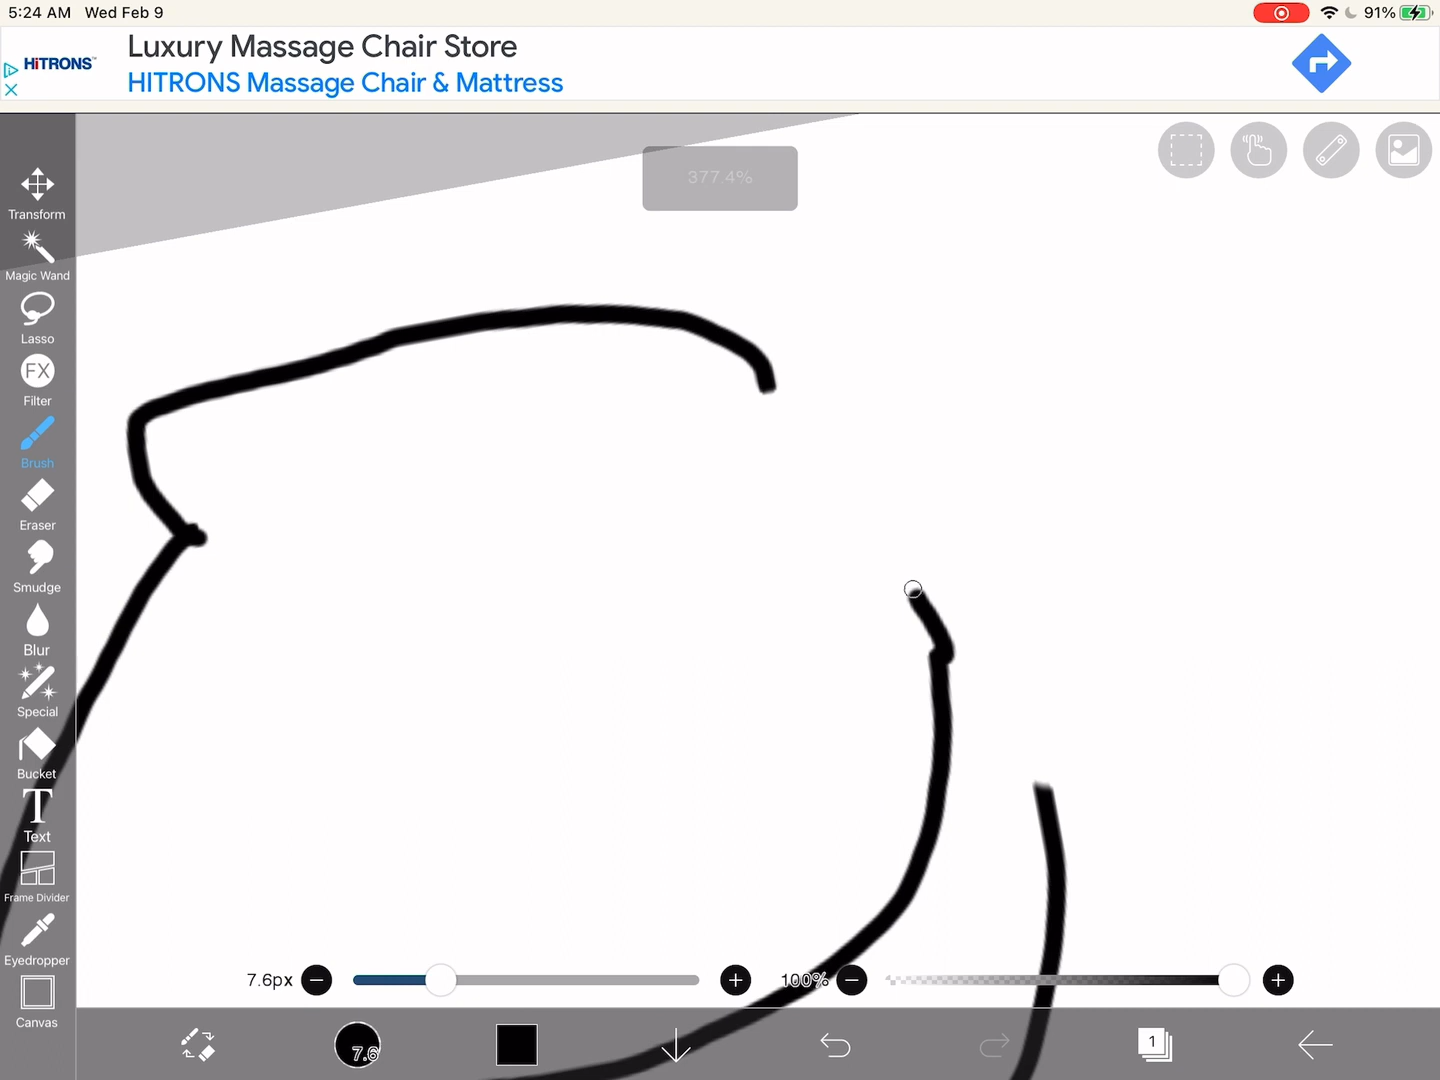 5:24 AM Wed Feb 9
91%
HiTRONS
Luxury Massage Chair Store
HITRONS Massage Chair & Mattress
377.4%
Transform
Magic Wand
Lasso
FX
Filter
Brush
Eraser
Smudge
Blur
Special
Bucket
T
Text
Frame Divider
Eyedropper
Canvas
7.6px
100%
7.6
1